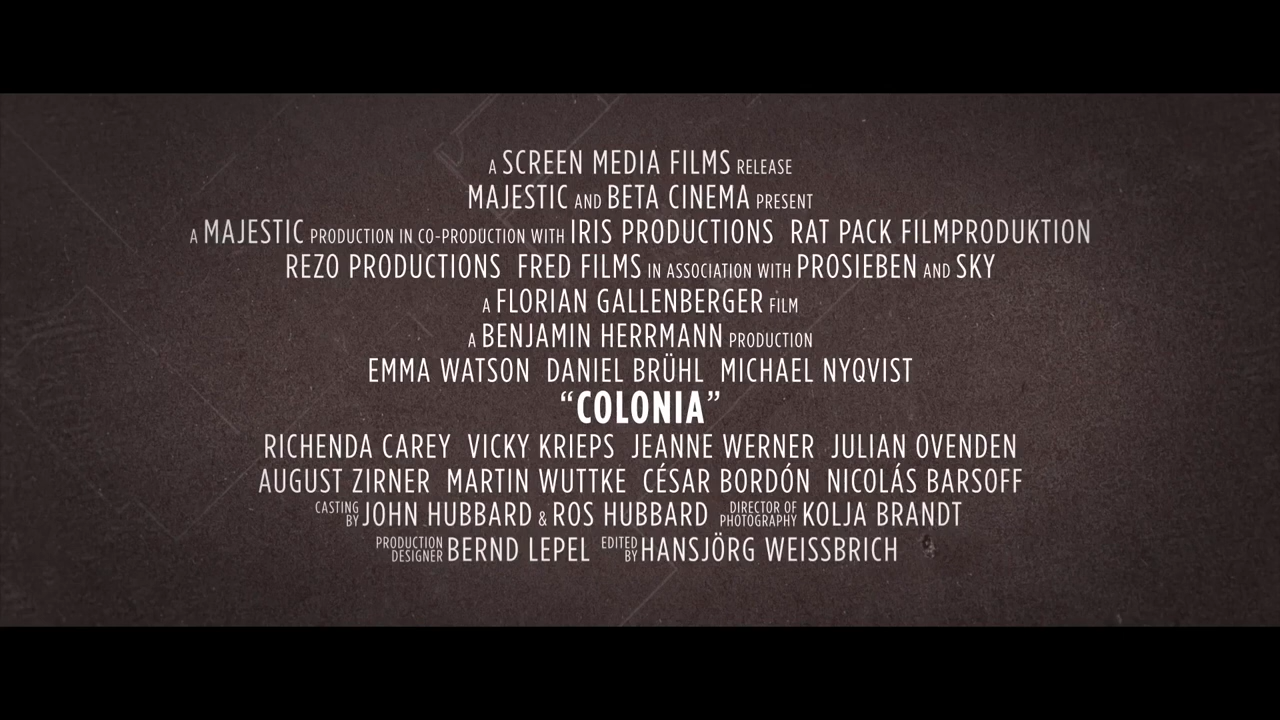 A SCREEN MEDIA FILMS RELEASE
MAJESTIC AND BETA CINEMA PRESENT
A MAJESTIC PRODUCTION IN CO-PRODUCTION WITH IRIS PRODUCTIONS RAT PACK FILMPRODUKTION
REZO PRODUCTIONS FRED FILMS IN ASSOCIATION WITH PROSIEBEN AND SKY
A FLORIAN GALLENBERGER FILM
A BENJAMIN HERRMANN PRODUCTION
EMMA WATSON DANIEL BRÜHL MICHAEL NYQVIST
“COLONIA”
RICHENDA CAREY VICKY KRIEPS JEANNE WERNER JULIAN OVENDEN
AUGUST ZIRNER MARTIN WUTTKE CÉSAR BORDÓN NICOLÁS BARSOFF
CASTING BY JOHN HUBBARD & ROS HUBBARD DIRECTOR OF PHOTOGRAPHY KOLJA BRANDT
PRODUCTION DESIGNER BERND LEPEL EDITED BY HANSJÖRG WEISSBRICH